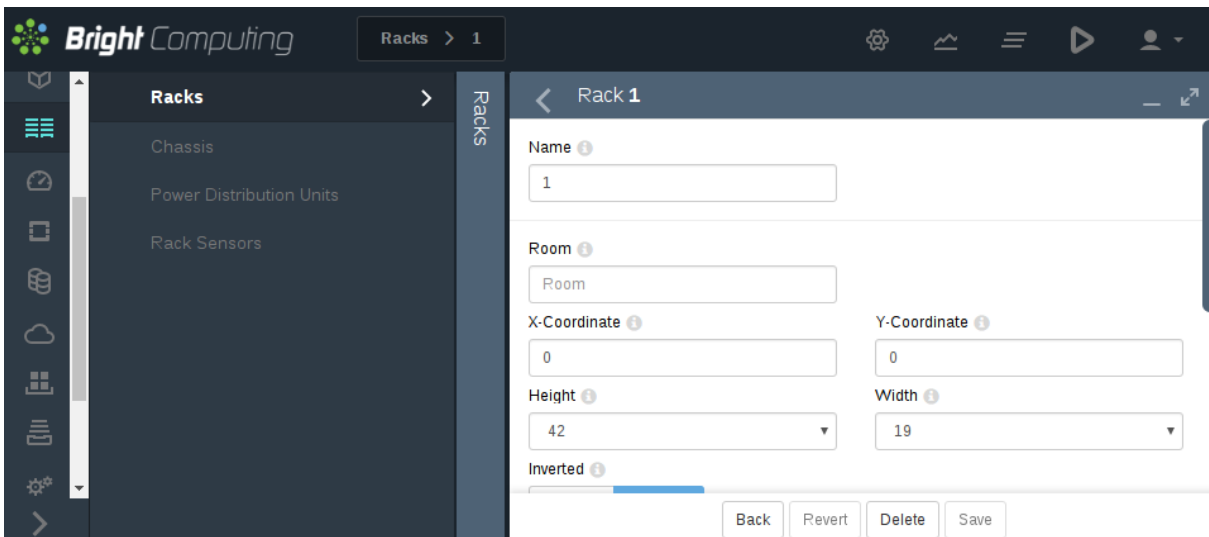 Bright Computing
Racks > 1
Racks
Chassis
Power Distribution Units
Rack Sensors
Racks
Rack 1
Name
1
Room
Room
X-Coordinate Y-Coordinate
0 0
Height Width
42 19
Inverted
Back Revert Delete Save